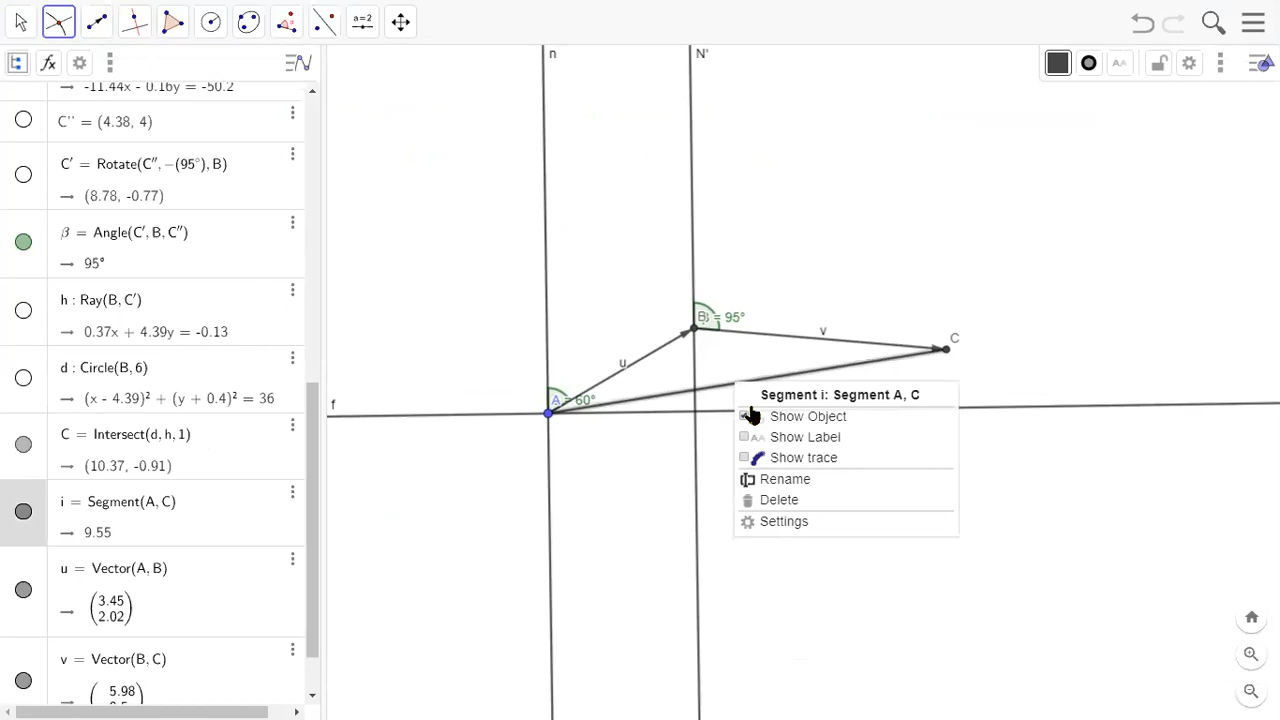 a=2
-11.44x - 0.16y = -50.2
C'' = (4.38, 4)
C′ = Rotate(C″, −(95°), B)
→ (8.78, -0.77)
β = Angle(C′, B, C″)
→ 95°
h : Ray(B, C′)
→ 0.37x + 4.39y = -0.13
d : Circle(B, 6)
→ (x - 4.39)² + (y + 0.4)² = 36
C = Intersect(d, h, 1)
→ (10.37, -0.91)
i = Segment(A, C)
→ 9.55
u = Vector(A, B)
→ (3.45
2.02)
v = Vector(B, C)
5.98
n
N'
B = 95°
v
C
u
A = 60°
f
Segment i: Segment A, C
Show Object
AA Show Label
Show trace
Rename
Delete
Settings